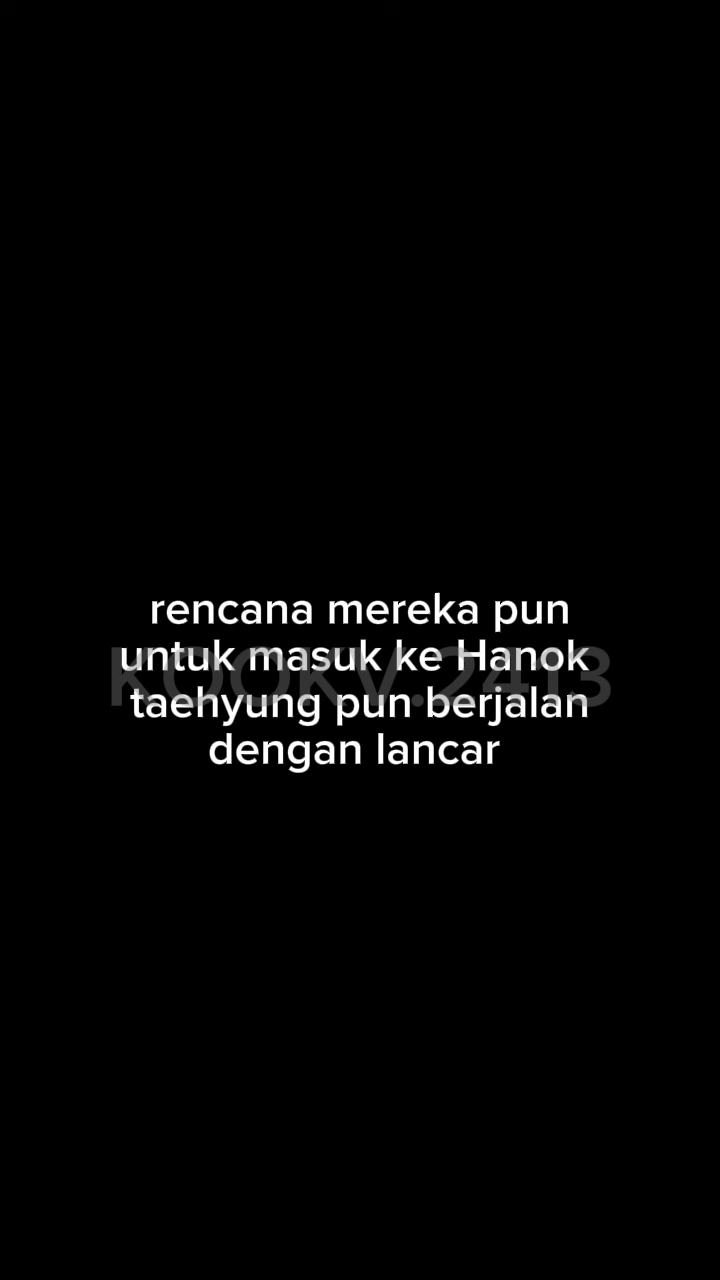 rencana mereka pun
untuk masuk ke Hanok
KOOKV.2413
taehyung pun berjalan
dengan lancar